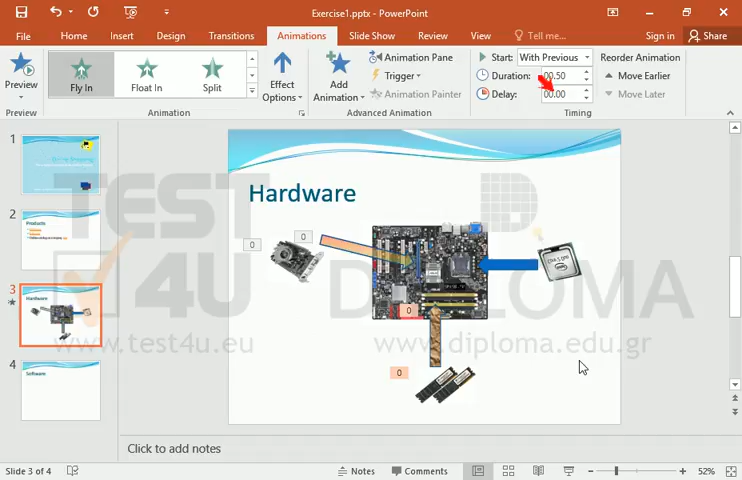 Exercise1.pptx - PowerPoint
File Home Insert Design Transitions Animations Slide Show Review View Tell me... Sign in Share
Preview
Fly In Float In Split
Effect Options
Add Animation
Animation Pane
Trigger
Animation Painter
Start: With Previous
Duration: 00.50
Delay: 00.00
Reorder Animation
Move Earlier
Move Later
Animation Advanced Animation Timing
1
2
Products
3
Hardware
4
Software
Hardware
0
0
0
0
TEST 4U
www.test4u.eu
DIPLOMA
www.diploma.edu.gr
Click to add notes
Slide 3 of 4 Notes Comments 52%